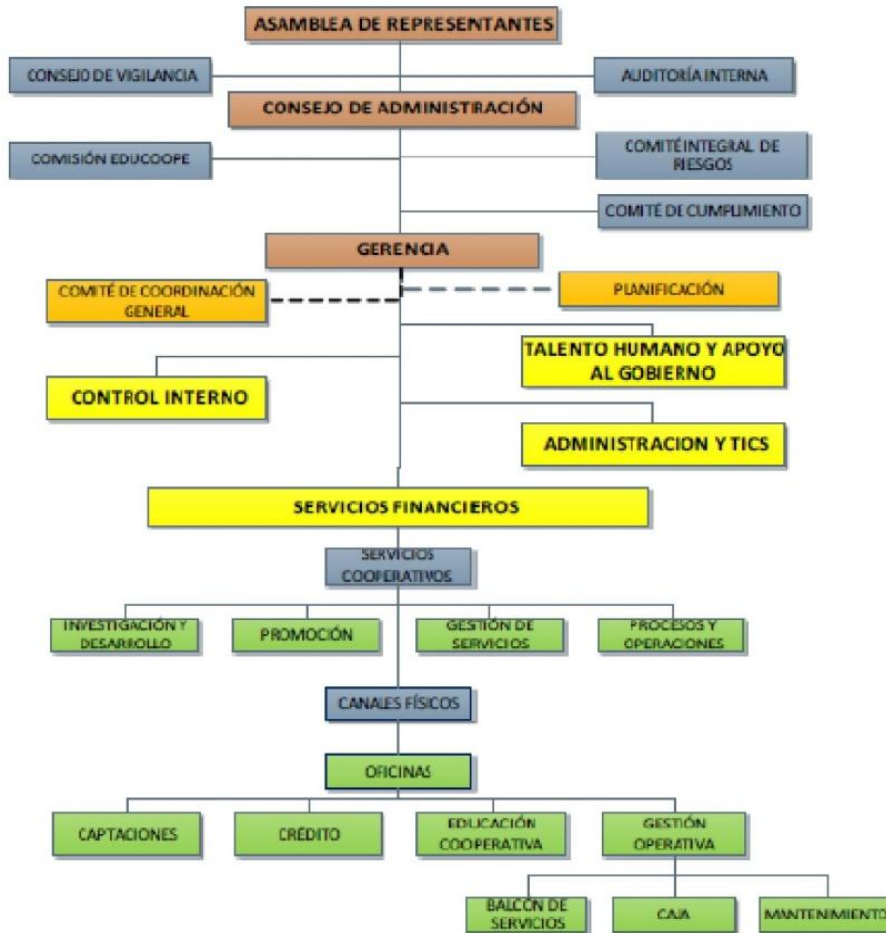 ASAMBLEA DE REPRESENTANTES
CONSEJO DE VIGILANCIA
AUDITORÍA INTERNA
CONSEJO DE ADMINISTRACIÓN
COMISIÓN EDUCOOPE
COMITÉ INTEGRAL DE
RIESGOS
COMITÉ DE CUMPLIMIENTO
GERENCIA
COMITÉ DE COORDINACIÓN
GENERAL
PLANIFICACIÓN
TALENTO HUMANO Y APOYO
AL GOBIERNO
CONTROL INTERNO
ADMINISTRACION Y TICS
SERVICIOS FINANCIEROS
SERVICIOS
COOPERATIVOS
INVESTIGACIÓN Y
DESARROLLO
PROMOCIÓN
GESTIÓN DE
SERVICIOS
PROCESOS Y
OPERACIONES
CANALES FÍSICOS
OFICINAS
CAPTACIONES
CRÉDITO
EDUCACIÓN
COOPERATIVA
GESTIÓN
OPERATIVA
BALCON DE
SERVICIOS
CAJA
MANTENIMIENTO